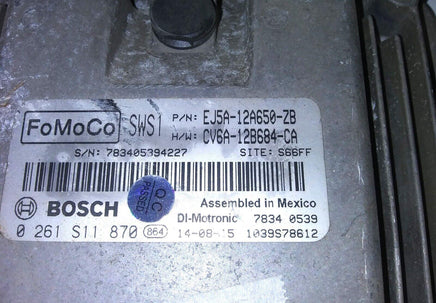 FoMoCo SWS1 P/N: EJ5A-12A650-ZB
H/W: CV6A-12B684-CA
S/N: 783405394227 SITE: S66FF
BOSCH Q.C PASSED Assembled in Mexico
DI-Motronic 7834 0539
0 261 S11 870 864 14-08-15 1039S78612